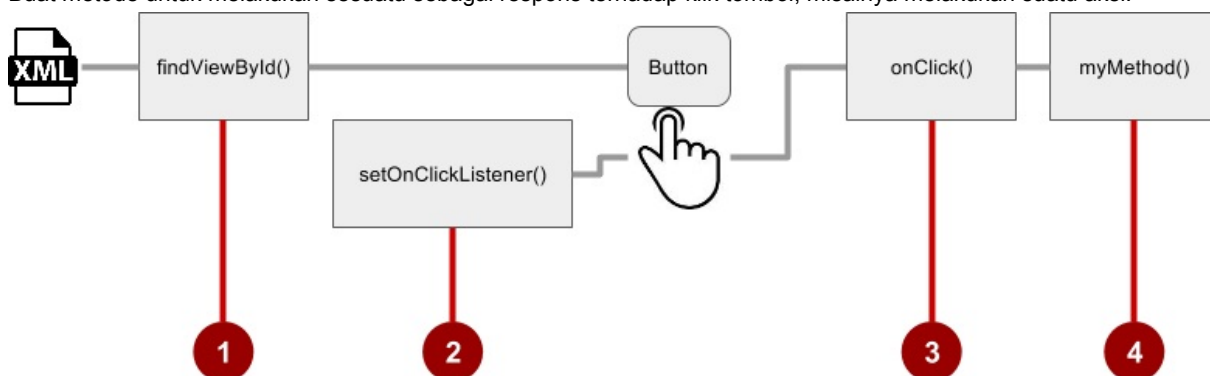 Buat metode untuk melakukan sesuatu sebagai respons terhadap klik tombol, misalnya melakukan suatu aksi.
XML
findViewById()
Button
onClick()
myMethod()
setOnClickListener()
1
2
3
4